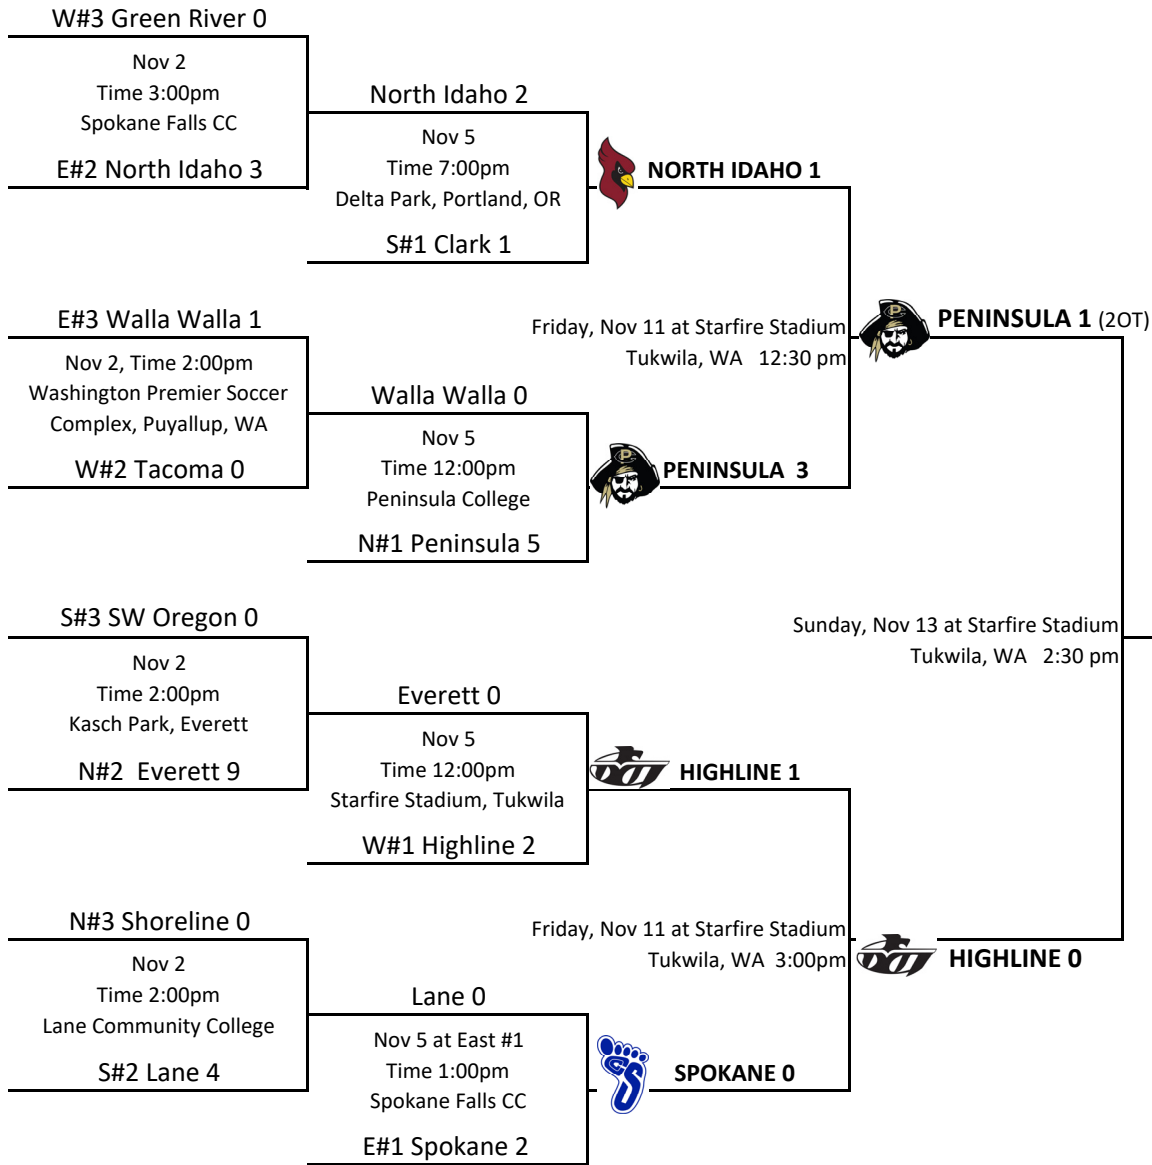 W#3 Green River 0
Nov 2
Time 3:00pm
Spokane Falls CC
E#2 North Idaho 3
North Idaho 2
Nov 5
Time 7:00pm
Delta Park, Portland, OR
S#1 Clark 1
NORTH IDAHO 1
E#3 Walla Walla 1
Nov 2, Time 2:00pm
Washington Premier Soccer
Complex, Puyallup, WA
W#2 Tacoma 0
Walla Walla 0
Nov 5
Time 12:00pm
Peninsula College
N#1 Peninsula 5
PENINSULA 3
Friday, Nov 11 at Starfire Stadium
Tukwila, WA 12:30 pm
PENINSULA 1 (2OT)
S#3 SW Oregon 0
Nov 2
Time 2:00pm
Kasch Park, Everett
N#2 Everett 9
Everett 0
Nov 5
Time 12:00pm
Starfire Stadium, Tukwila
W#1 Highline 2
HIGHLINE 1
N#3 Shoreline 0
Nov 2
Time 2:00pm
Lane Community College
S#2 Lane 4
Lane 0
Nov 5 at East #1
Time 1:00pm
Spokane Falls CC
E#1 Spokane 2
SPOKANE 0
Friday, Nov 11 at Starfire Stadium
Tukwila, WA 3:00pm
HIGHLINE 0
Sunday, Nov 13 at Starfire Stadium
Tukwila, WA 2:30 pm